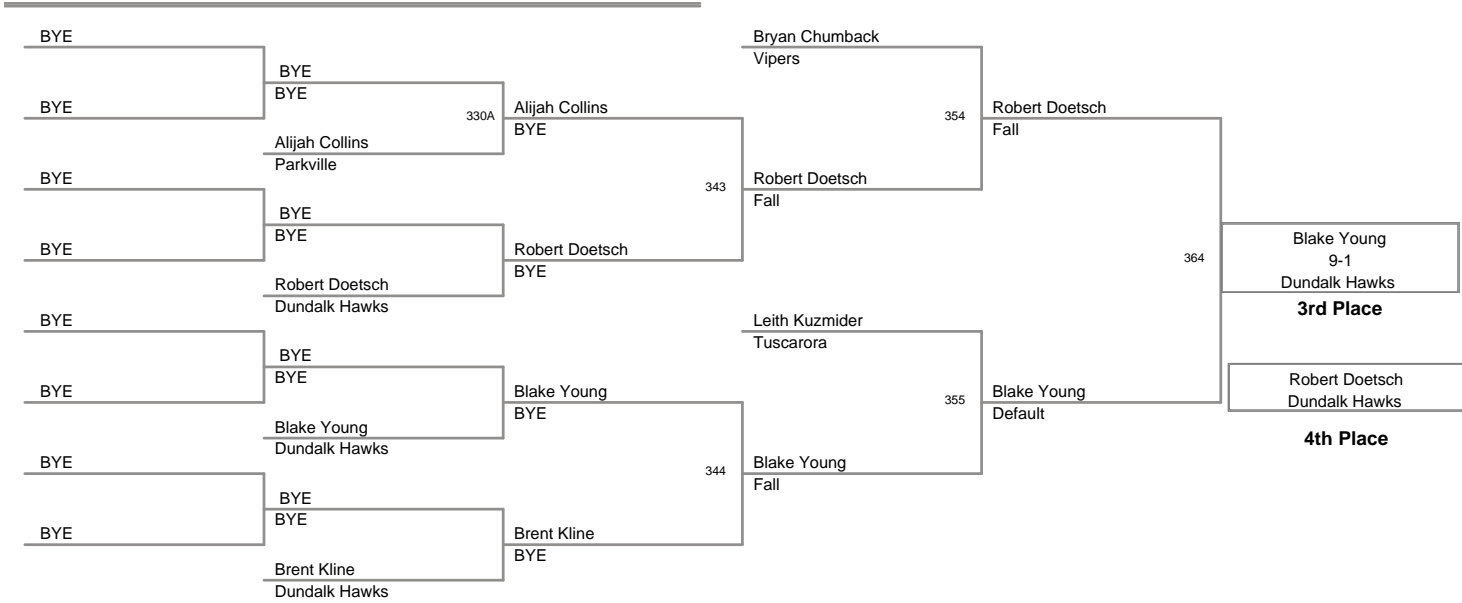 BYE
BYE
BYE
BYE
BYE
BYE
BYE
BYE
BYE
BYE
Alijah Collins
Parkville
BYE
BYE
Robert Doetsch
Dundalk Hawks
BYE
BYE
Blake Young
Dundalk Hawks
BYE
BYE
Brent Kline
Dundalk Hawks
330A
Alijah Collins
BYE
Robert Doetsch
BYE
Blake Young
BYE
Brent Kline
BYE
343
344
Bryan Chumback
Vipers
Robert Doetsch
Fall
Leith Kuzmider
Tuscarora
Blake Young
Fall
354
355
Robert Doetsch
Fall
Blake Young
Default
364
Blake Young
9-1
Dundalk Hawks
3rd Place
Robert Doetsch
Dundalk Hawks
4th Place